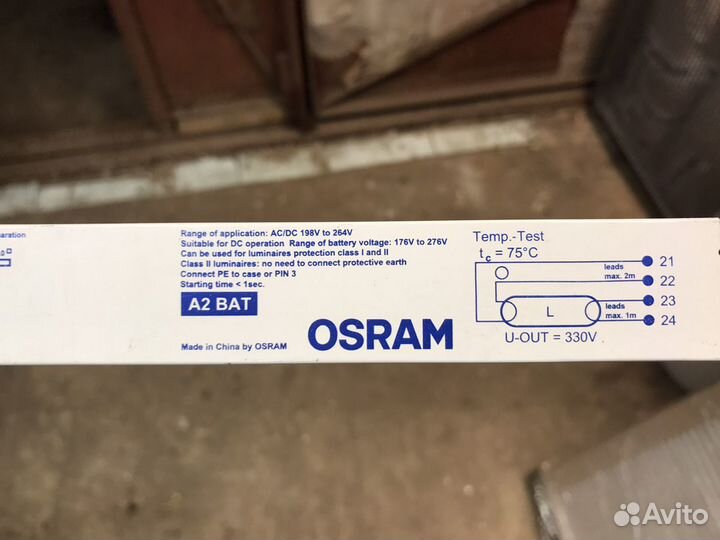 Range of application: AC/DC 198V to 264V
Suitable for DC operation Range of battery voltage: 176V to 276V
Can be used for luminaires protection class I and II
Class II luminaires: no need to connect protective earth
Connect PE to case or PIN 3
Starting time < 1sec.
A2 BAT
Made in China by OSRAM
OSRAM
Temp.-Test
tc = 75°C
21
leads
max. 2m
22
23
leads
max. 1m
24
L
U-OUT = 330V
Avito